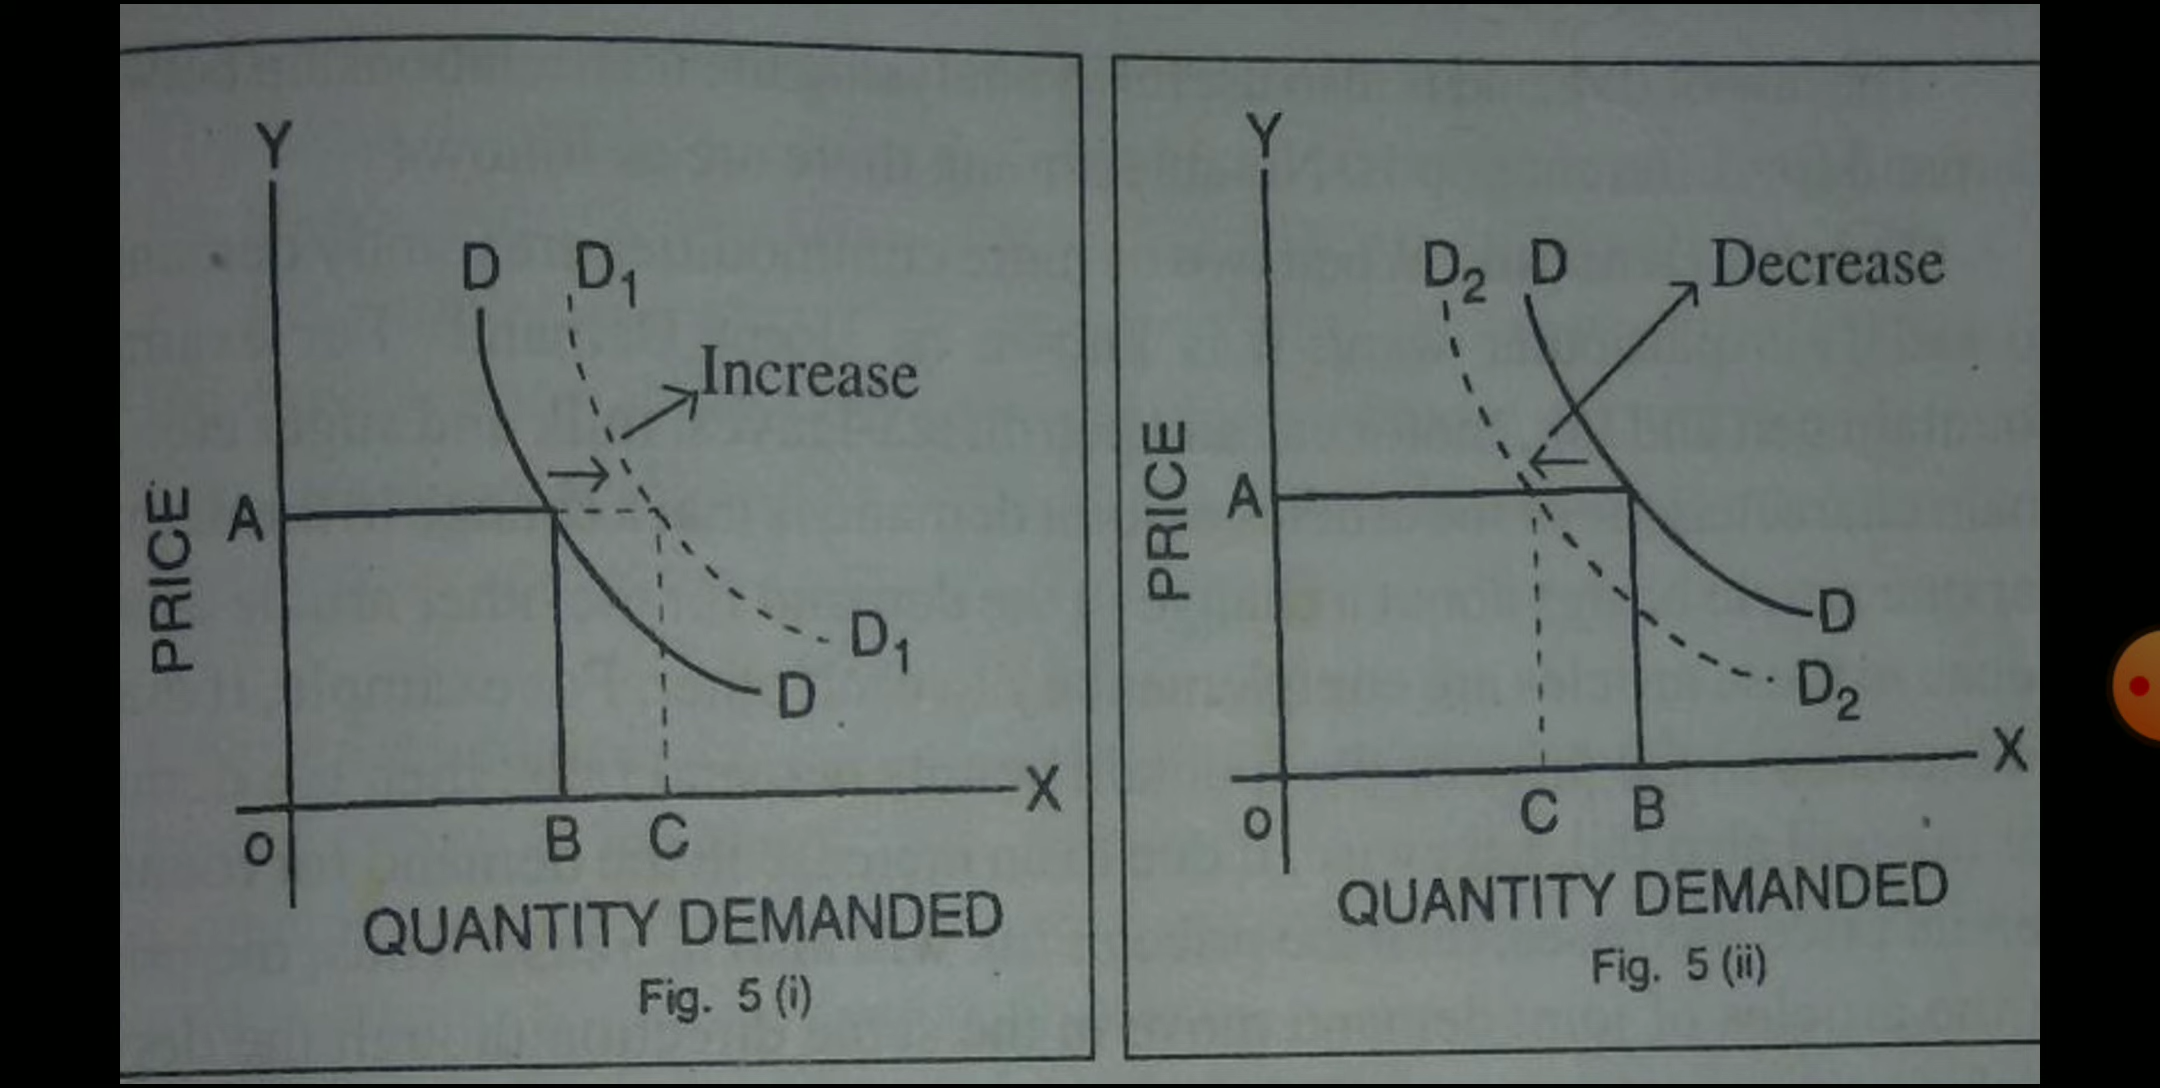 Y
D D₁
Increase
PRICE
A
D₁
D
X
O
B C
QUANTITY DEMANDED
Fig. 5 (i)
Y
D₂ D
Decrease
PRICE
A
D
D₂
X
O
C B
QUANTITY DEMANDED
Fig. 5 (ii)